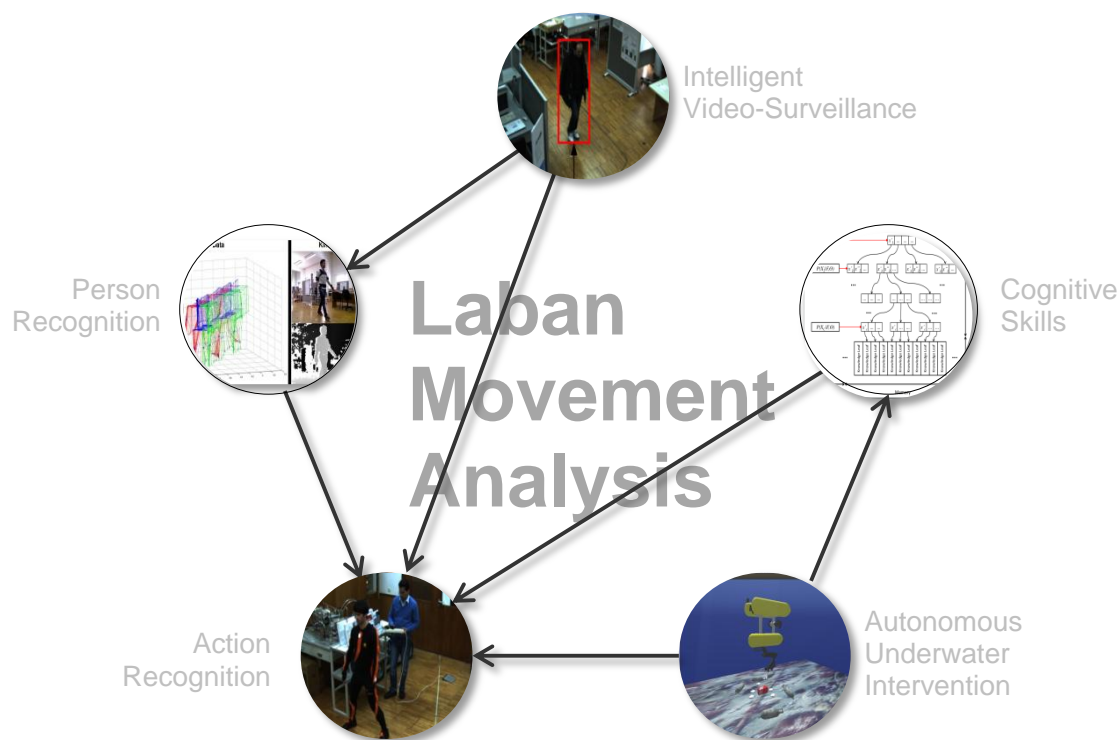 Intelligent
Video-Surveillance
Person
Recognition
Laban
Movement
Analysis
Cognitive
Skills
Action
Recognition
Autonomous
Underwater
Intervention